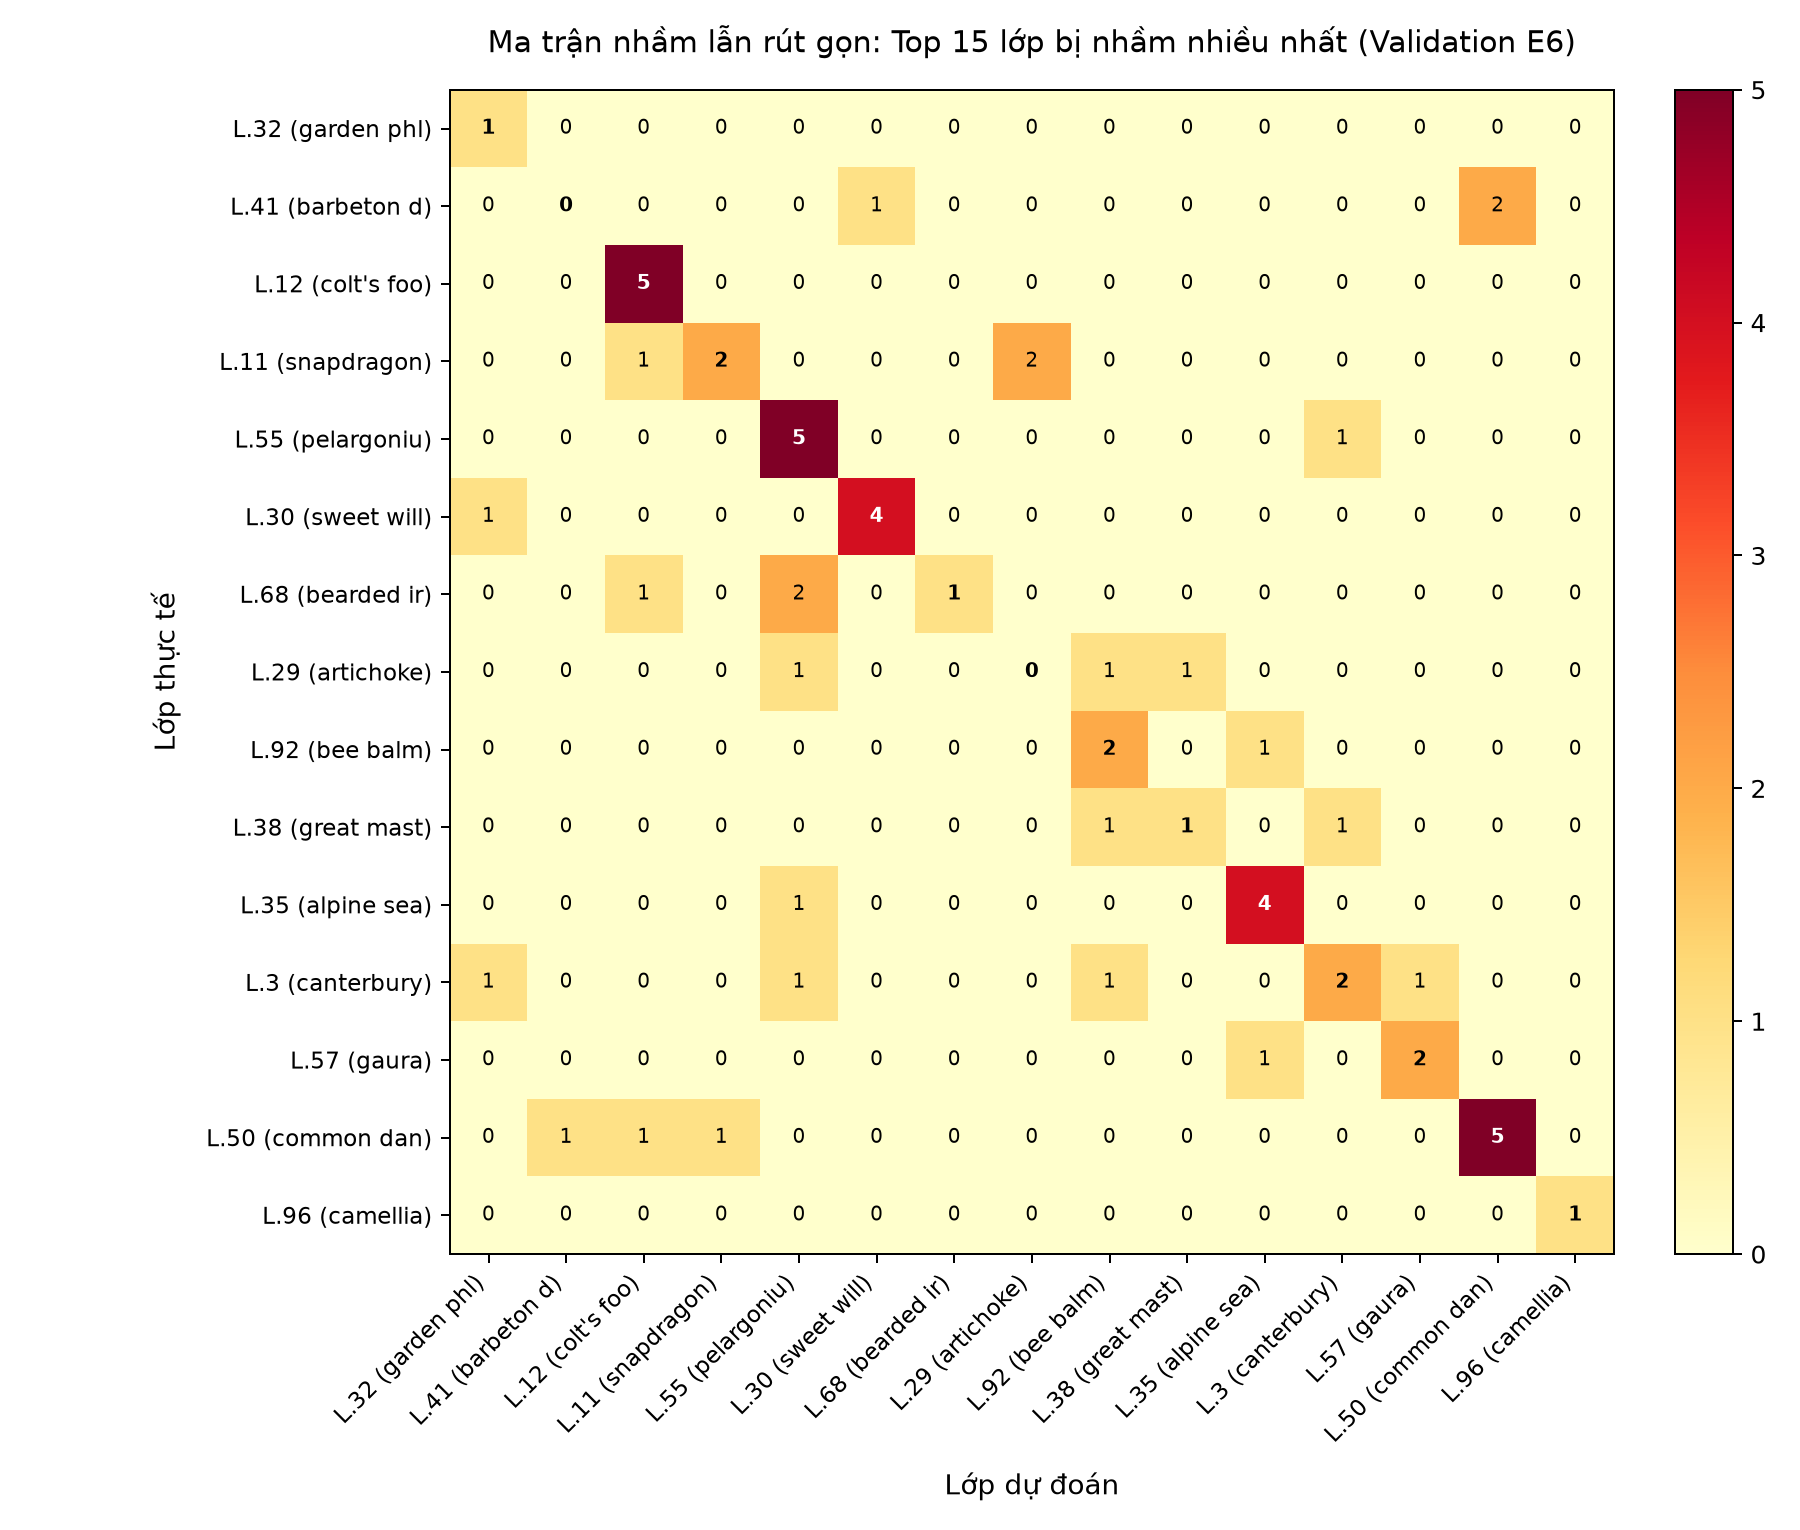 Ma trận nhầm lẫn rút gọn: Top 15 lớp bị nhầm nhiều nhất (Validation E6)
L.32 (garden phl) 1 0 0 0 0 0 0 0 0 0 0 0 0 0 0
L.41 (barbeton d) 0 0 0 0 0 1 0 0 0 0 0 0 0 2 0
L.12 (colt's foo) 0 0 5 0 0 0 0 0 0 0 0 0 0 0 0
L.11 (snapdragon) 0 0 1 2 0 0 0 2 0 0 0 0 0 0 0
L.55 (pelargoniu) 0 0 0 0 5 0 0 0 0 0 0 1 0 0 0
L.30 (sweet will) 1 0 0 0 0 4 0 0 0 0 0 0 0 0 0
L.68 (bearded ir) 0 0 1 0 2 0 1 0 0 0 0 0 0 0 0
L.29 (artichoke) 0 0 0 0 1 0 0 0 1 1 0 0 0 0 0
L.92 (bee balm) 0 0 0 0 0 0 0 0 2 0 1 0 0 0 0
L.38 (great mast) 0 0 0 0 0 0 0 0 1 1 0 1 0 0 0
L.35 (alpine sea) 0 0 0 0 1 0 0 0 0 0 4 0 0 0 0
L.3 (canterbury) 1 0 0 0 1 0 0 0 1 0 0 2 1 0 0
L.57 (gaura) 0 0 0 0 0 0 0 0 0 0 1 0 2 0 0
L.50 (common dan) 0 1 1 1 0 0 0 0 0 0 0 0 0 5 0
L.96 (camellia) 0 0 0 0 0 0 0 0 0 0 0 0 0 0 1
Lớp thực tế
L.32 (garden phl)
L.41 (barbeton d)
L.12 (colt's foo)
L.11 (snapdragon)
L.55 (pelargoniu)
L.30 (sweet will)
L.68 (bearded ir)
L.29 (artichoke)
L.92 (bee balm)
L.38 (great mast)
L.35 (alpine sea)
L.3 (canterbury)
L.57 (gaura)
L.50 (common dan)
L.96 (camellia)
Lớp dự đoán
5
4
3
2
1
0